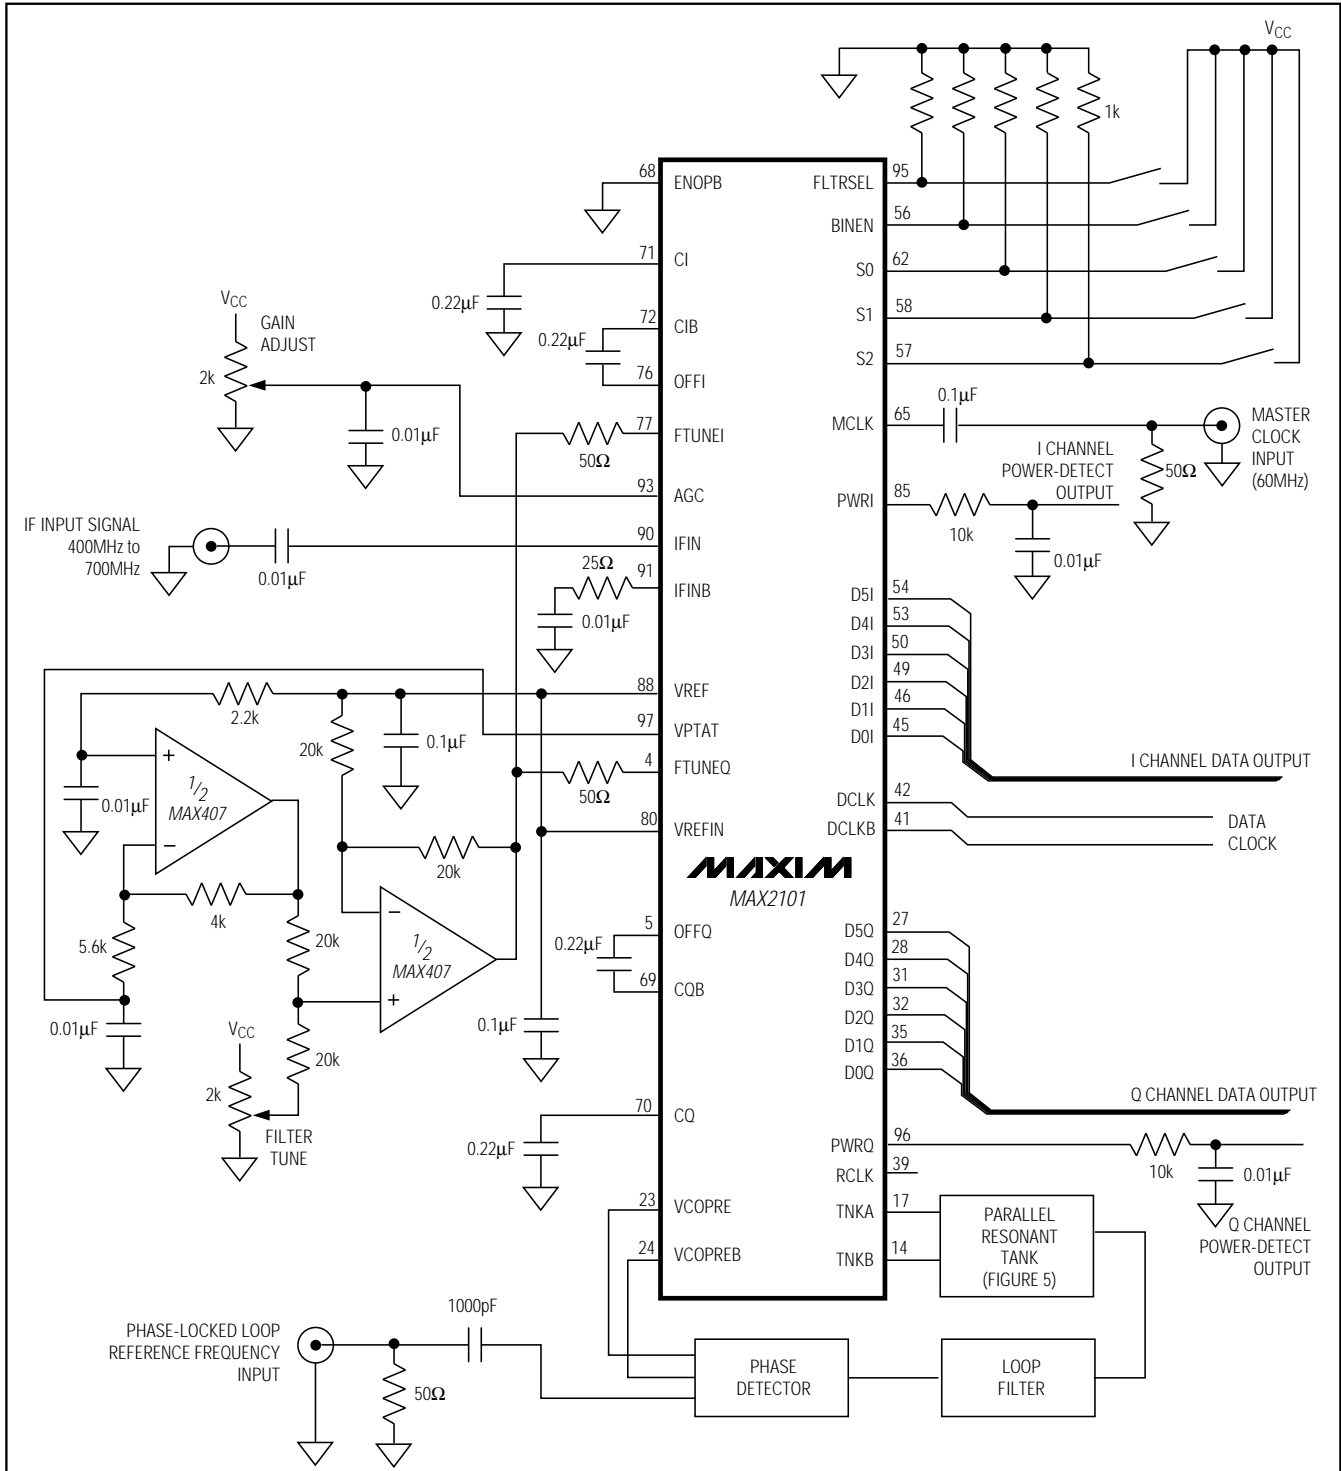 VCC
1k
68
ENOPB
FLTRSEL
95
BINEN
56
71
CI
S0
62
0.22µF
S1
58
72
CIB
0.22µF
S2
57
76
OFFI
VCC
GAIN
ADJUST
2k
0.01µF
77
FTUNEI
50Ω
MCLK
65
0.1µF
MASTER
CLOCK
INPUT
(60MHz)
50Ω
I CHANNEL
POWER-DETECT
OUTPUT
93
AGC
PWRI
85
10k
0.01µF
IF INPUT SIGNAL
400MHz to
700MHz
0.01µF
90
IFIN
25Ω
91
IFINB
0.01µF
D5I
54
D4I
53
D3I
50
D2I
49
D1I
46
D0I
45
I CHANNEL DATA OUTPUT
88
VREF
2.2k
97
VPTAT
20k
0.1µF
4
FTUNEQ
50Ω
+
1/2
MAX407
−
0.01µF
80
VREFIN
DCLK
42
DCLKB
41
DATA
CLOCK
20k
4k
MAXIM
MAX2101
5.6k
20k
−
1/2
MAX407
+
5
OFFQ
0.22µF
69
CQB
D5Q
27
D4Q
28
D3Q
31
D2Q
32
D1Q
35
D0Q
36
Q CHANNEL DATA OUTPUT
0.01µF
0.1µF
VCC
20k
2k
FILTER
TUNE
70
CQ
0.22µF
PWRQ
96
10k
0.01µF
Q CHANNEL
POWER-DETECT
OUTPUT
RCLK
39
23
VCOPRE
TNKA
17
24
VCOPREB
TNKB
14
PARALLEL
RESONANT
TANK
(FIGURE 5)
PHASE-LOCKED LOOP
REFERENCE FREQUENCY
INPUT
1000pF
50Ω
PHASE
DETECTOR
LOOP
FILTER